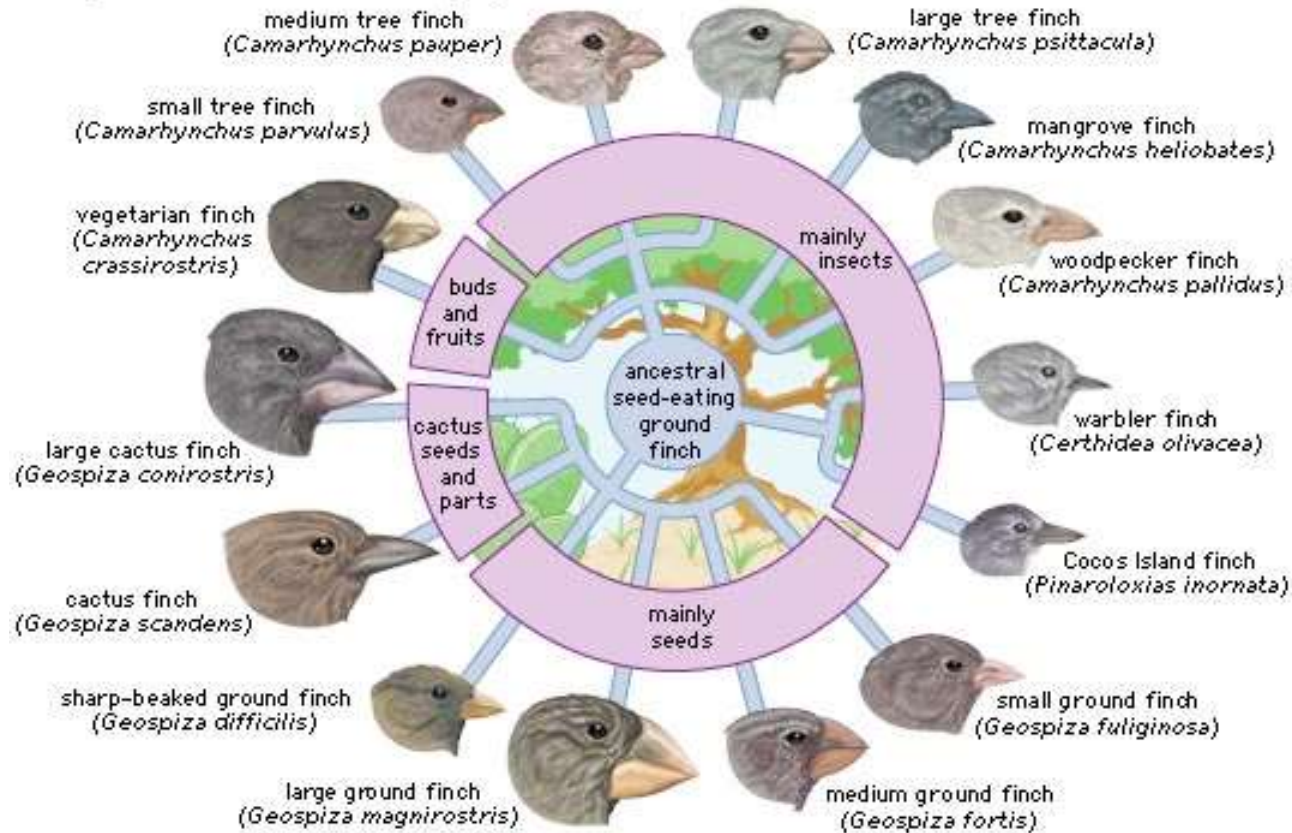 medium tree finch
(Camarhynchus pauper)
large tree finch
(Camarhynchus psittacula)
small tree finch
(Camarhynchus parvulus)
mangrove finch
(Camarhynchus heliobates)
vegetarian finch
(Camarhynchus
crassirostris)
woodpecker finch
(Camarhynchus pallidus)
large cactus finch
(Geospiza conirostris)
warbler finch
(Certhidea olivacea)
cactus finch
(Geospiza scandens)
Cocos Island finch
(Pinaroloxias inornata)
sharp-beaked ground finch
(Geospiza difficilis)
small ground finch
(Geospiza fuliginosa)
large ground finch
(Geospiza magnirostris)
medium ground finch
(Geospiza fortis)
mainly
insects
buds
and
fruits
cactus
seeds
and
parts
mainly
seeds
ancestral
seed-eating
ground
finch